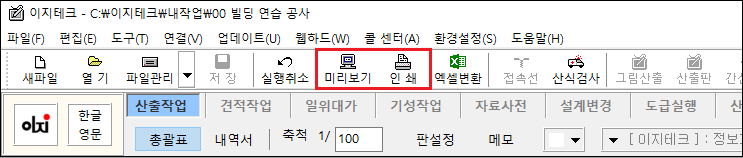 이지테크 - C:₩이지테크₩내작업₩00 빌딩 연습 공사
파일(F) 편집(E) 도구(T) 연결(V) 업데이트(U) 웹하드(W) 콜 센터(A) 환경설정(S) 도움말(H)
새파일 열 기 파일관리 저 장 실행취소 미리보기 인 쇄 엑셀변환 접속선 산식검사 그림산출 산출판
이지 한글 영문
산출작업 견적작업 일위대가 기성작업 자료사전 설계변경 도급실행
총괄표 내역서 축척 1/ 100 판설정 메모 [ 이지테크 ] : 정보